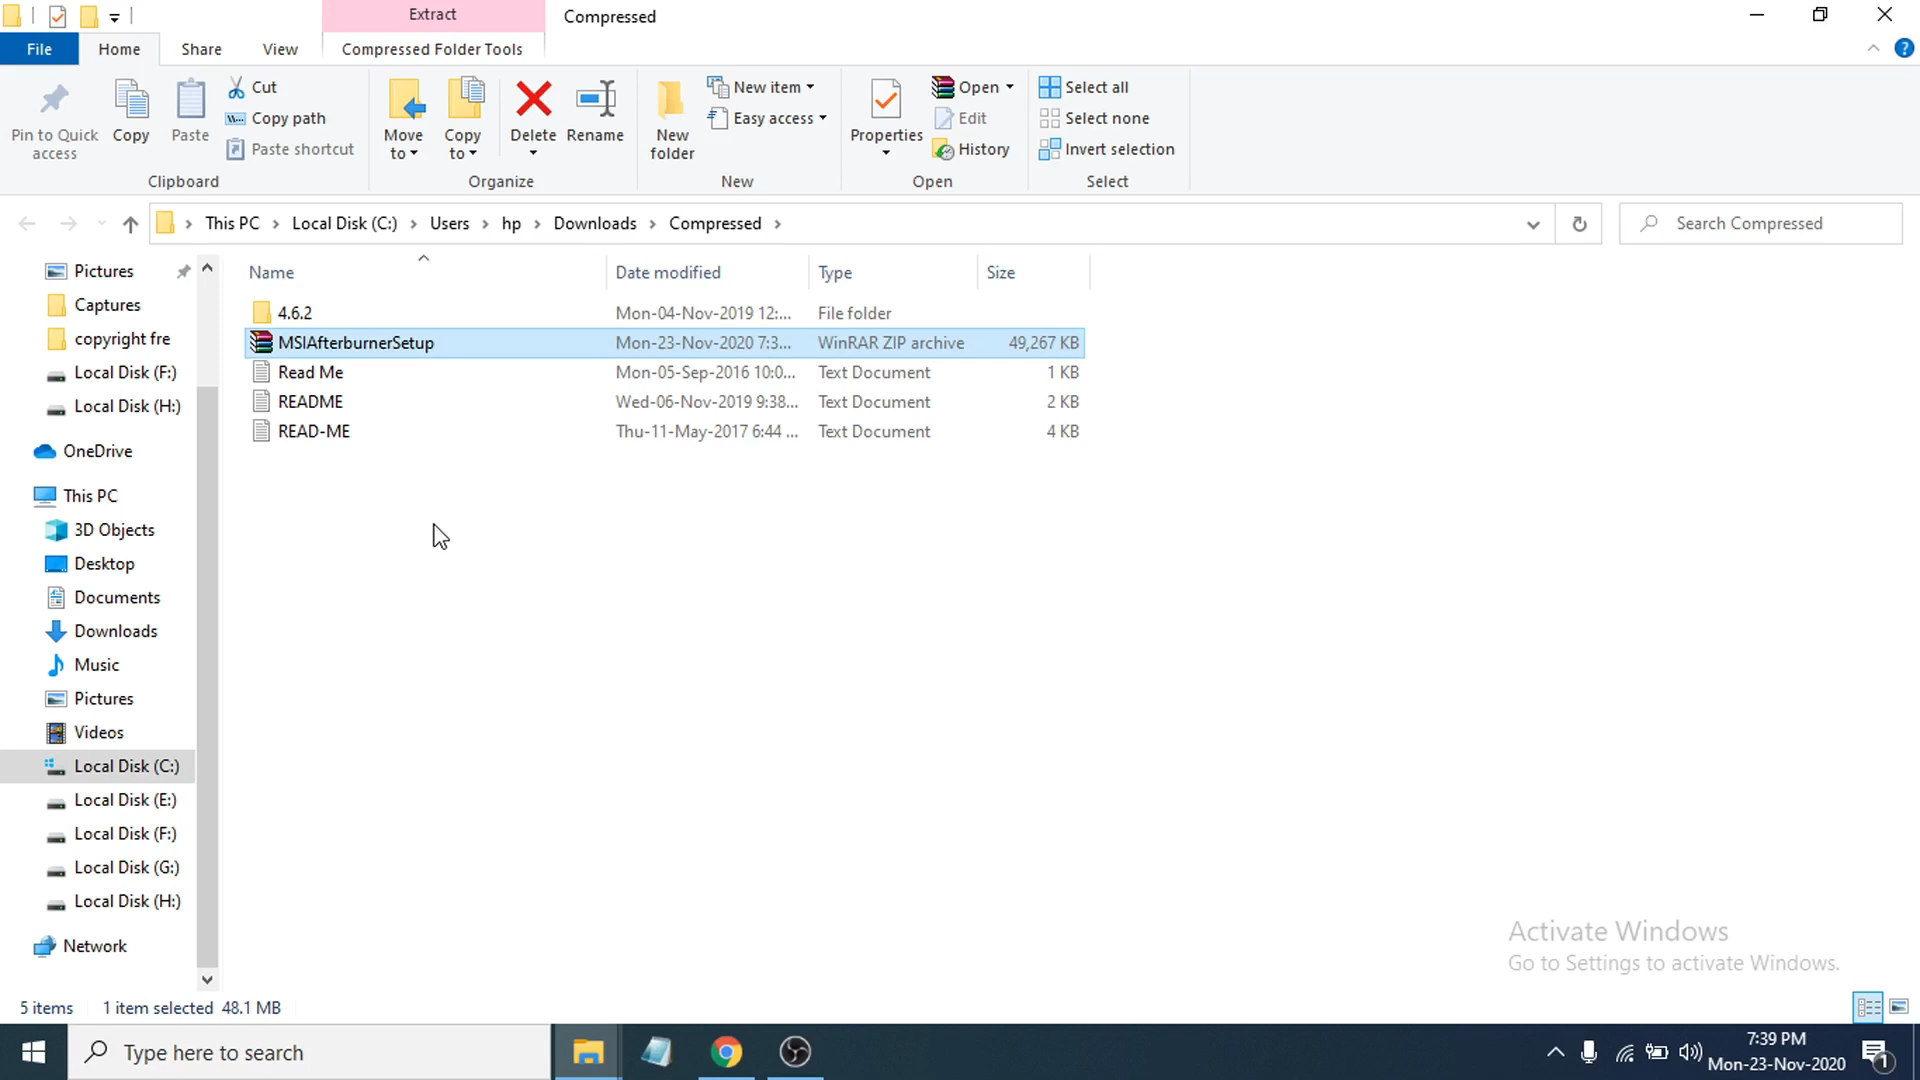 Extract
Compressed
File
Home
Share
View
Compressed Folder Tools
Pin to Quick access
Copy
Paste
Cut
Copy path
Paste shortcut
Clipboard
Move to
Copy to
Delete
Rename
Organize
New folder
New item
Easy access
New
Properties
Open
Edit
History
Open
Select all
Select none
Invert selection
Select
This PC > Local Disk (C:) > Users > hp > Downloads > Compressed >
Search Compressed
Name Date modified Type Size
4.6.2 Mon-04-Nov-2019 12:... File folder
MSIAfterburnerSetup Mon-23-Nov-2020 7:3... WinRAR ZIP archive 49,267 KB
Read Me Mon-05-Sep-2016 10:0... Text Document 1 KB
README Wed-06-Nov-2019 9:38... Text Document 2 KB
READ-ME Thu-11-May-2017 6:44 ... Text Document 4 KB
Pictures
Captures
copyright fre
Local Disk (F:)
Local Disk (H:)
OneDrive
This PC
3D Objects
Desktop
Documents
Downloads
Music
Pictures
Videos
Local Disk (C:)
Local Disk (E:)
Local Disk (F:)
Local Disk (G:)
Local Disk (H:)
Network
Activate Windows
Go to Settings to activate Windows.
5 items 1 item selected 48.1 MB
Type here to search
7:39 PM
Mon-23-Nov-2020
1